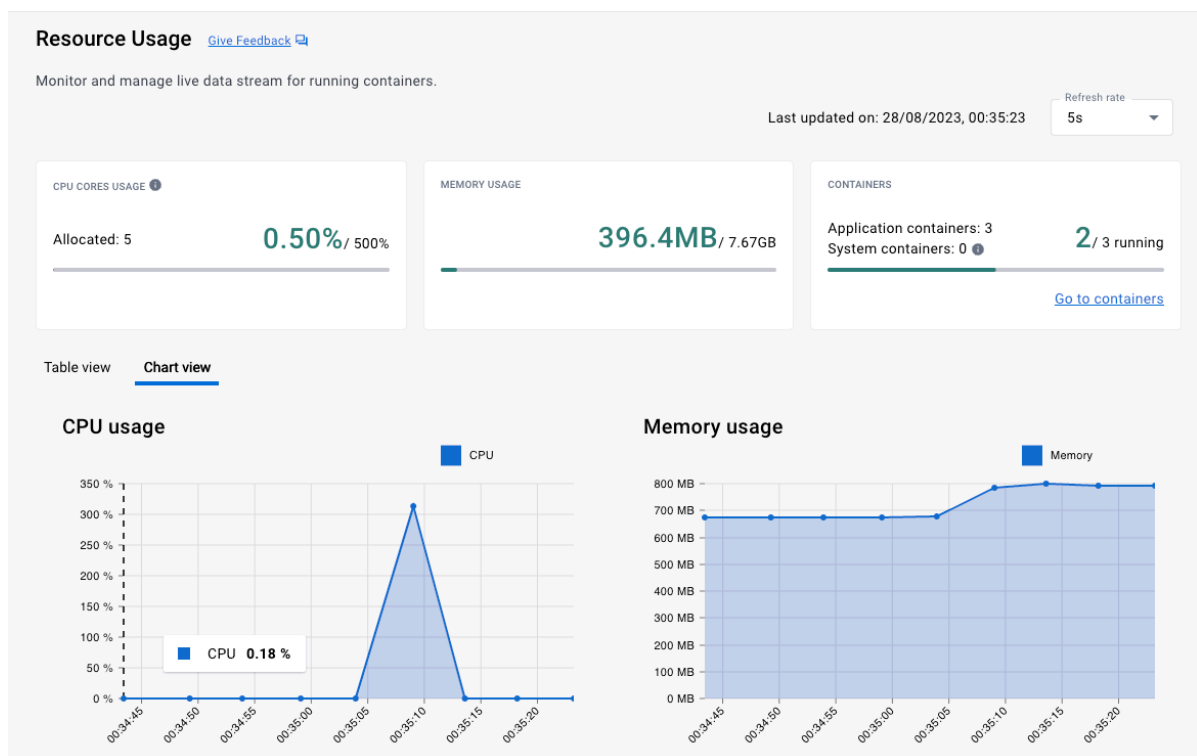 Resource Usage Give Feedback
Monitor and manage live data stream for running containers.
Refresh rate
Last updated on: 28/08/2023, 00:35:23 5s
CPU CORES USAGE
Allocated: 5 0.50%/ 500%
MEMORY USAGE
396.4MB/ 7.67GB
CONTAINERS
Application containers: 3
System containers: 0
2/ 3 running
Go to containers
Table view Chart view
CPU usage
CPU
350 %
300 %
250 %
200 %
150 %
100 %
50 %
0 %
CPU 0.18 %
00:34:45 00:34:50 00:34:55 00:35:00 00:35:05 00:35:10 00:35:15 00:35:20
Memory usage
Memory
800 MB
700 MB
600 MB
500 MB
400 MB
300 MB
200 MB
100 MB
0 MB
00:34:45 00:34:50 00:34:55 00:35:00 00:35:05 00:35:10 00:35:15 00:35:20